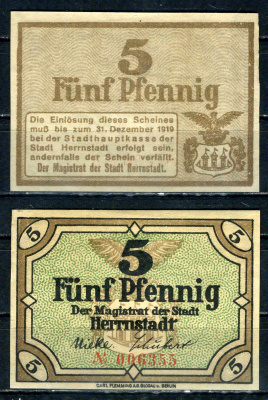 5
Fünf Pfennig
Die Einlösung dieses Scheines
muß bis zum 31. Dezember 1919
bei der Stadthauptkasse der
Stadt Herrnstadt erfolgt sein,
andernfalls der Schein verfällt.
Der Magistrat der Stadt Herrnstadt.
5 5
5
Fünf Pfennig
Der Magistrat der Stadt
Herrnstadt
№ 006355
5 5
CARL FLEMMING A.G. GLOGAU u. BERLIN